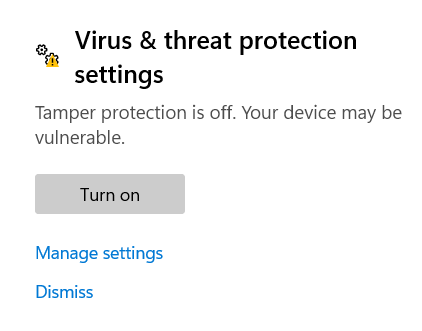 Virus & threat protection
settings
Tamper protection is off. Your device may be
vulnerable.
Turn on
Manage settings
Dismiss